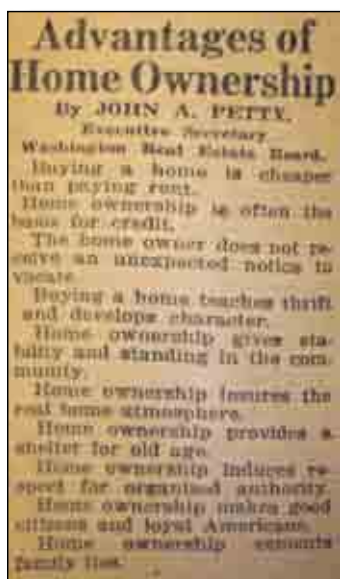 Advantages of
Home Ownership
By JOHN A. PETTY,
Executive Secretary
Washington Real Estate Board.
Buying a home is cheaper
than paying rent.
Home ownership is often the
basis for credit.
The home owner does not re-
ceive an unexpected notice to
vacate.
Buying a home teaches thrift
and develops character.
Home ownership gives sta-
bility and standing in the com-
munity.
Home ownership insures the
real home atmosphere.
Home ownership provides a
shelter for old age.
Home ownership induces re-
spect for organized authority.
Home ownership makes good
citizens and loyal Americans.
Home ownership cements
family ties.